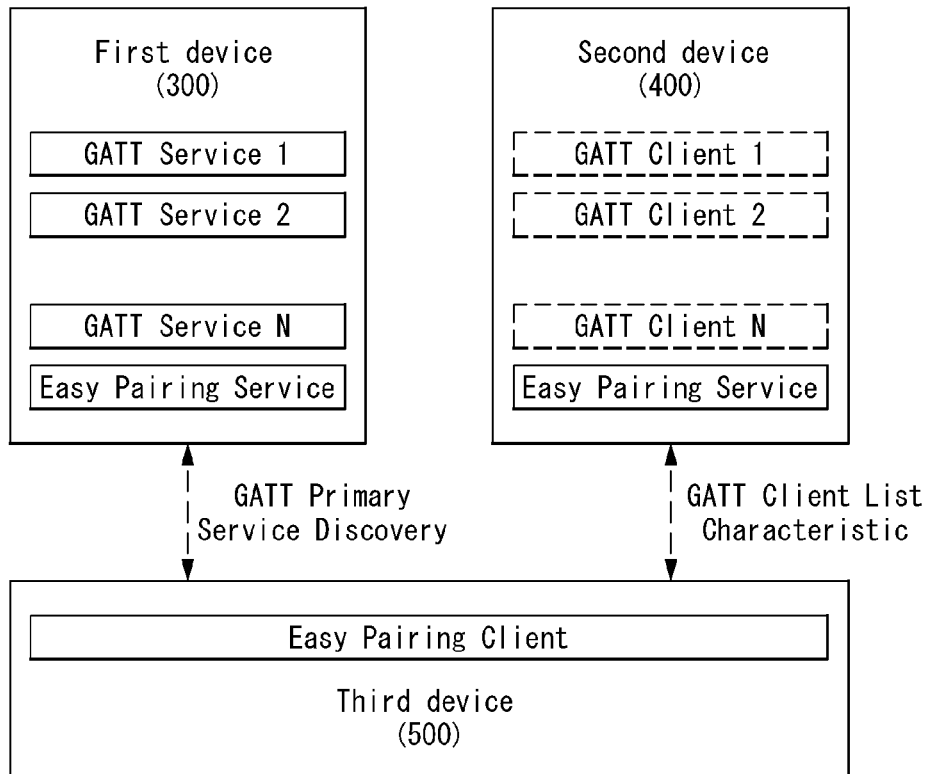 First device
(300)
GATT Service 1
GATT Service 2
GATT Service N
Easy Pairing Service
Second device
(400)
GATT Client 1
GATT Client 2
GATT Client N
Easy Pairing Service
GATT Primary
Service Discovery
GATT Client List
Characteristic
Easy Pairing Client
Third device
(500)